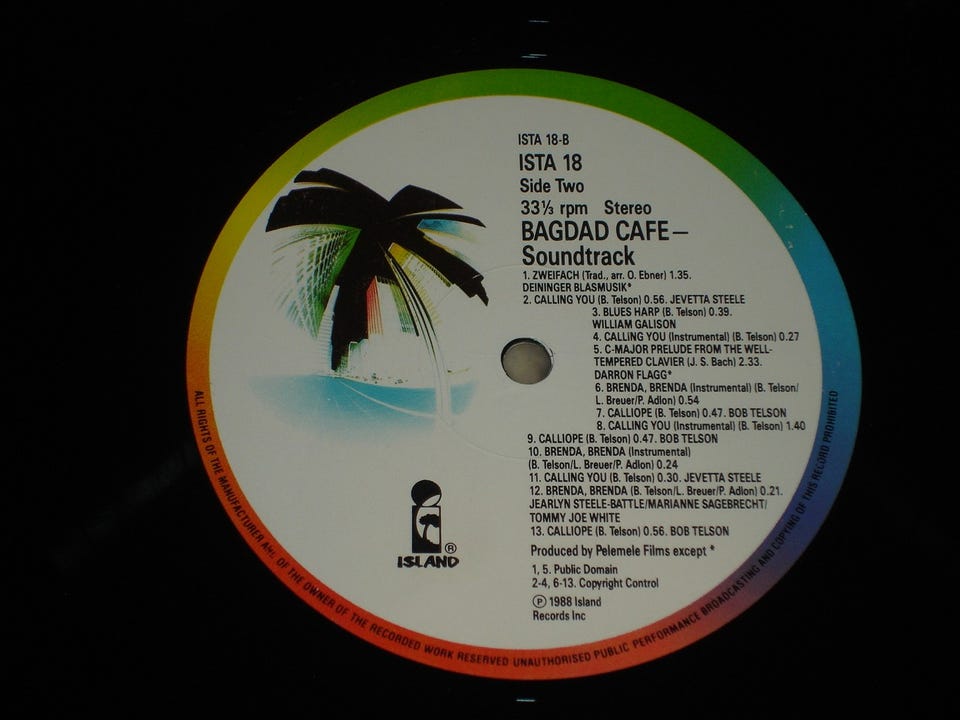 ISTA 18-B
ISTA 18
Side Two
33⅓ rpm Stereo
BAGDAD CAFE—
Soundtrack
1. ZWEIFACH (Trad., arr. O. Ebner) 1.35.
DEININGER BLASMUSIK*
2. CALLING YOU (B. Telson) 0.56. JEVETTA STEELE
3. BLUES HARP (B. Telson) 0.39.
WILLIAM GALISON
4. CALLING YOU (Instrumental) (B. Telson) 0.27
5. C-MAJOR PRELUDE FROM THE WELL-
TEMPERED CLAVIER (J. S. Bach) 2.33.
DARRON FLAGG*
6. BRENDA, BRENDA (Instrumental) (B. Telson/
L. Breuer/P. Adlon) 0.54
7. CALLIOPE (B. Telson) 0.47. BOB TELSON
8. CALLING YOU (Instrumental) (B. Telson) 1.40
9. CALLIOPE (B. Telson) 0.47. BOB TELSON
10. BRENDA, BRENDA (Instrumental)
(B. Telson/L. Breuer/P. Adlon) 0.24
11. CALLING YOU (B. Telson) 0.30. JEVETTA STEELE
12. BRENDA, BRENDA (B. Telson/L. Breuer/P. Adlon) 0.21.
JEARLYN STEELE-BATTLE/MARIANNE SAGEBRECHT/
TOMMY JOE WHITE
13. CALLIOPE (B. Telson) 0.56. BOB TELSON
Produced by Pelemele Films except *
1, 5. Public Domain
2-4, 6-13. Copyright Control
Ⓟ 1988 Island
Records Inc
ISLAND®
ALL RIGHTS OF THE MANUFACTURER AND OF THE OWNER OF THE RECORDED WORK RESERVED UNAUTHORISED PUBLIC PERFORMANCE BROADCASTING AND COPYING OF THIS RECORD PROHIBITED